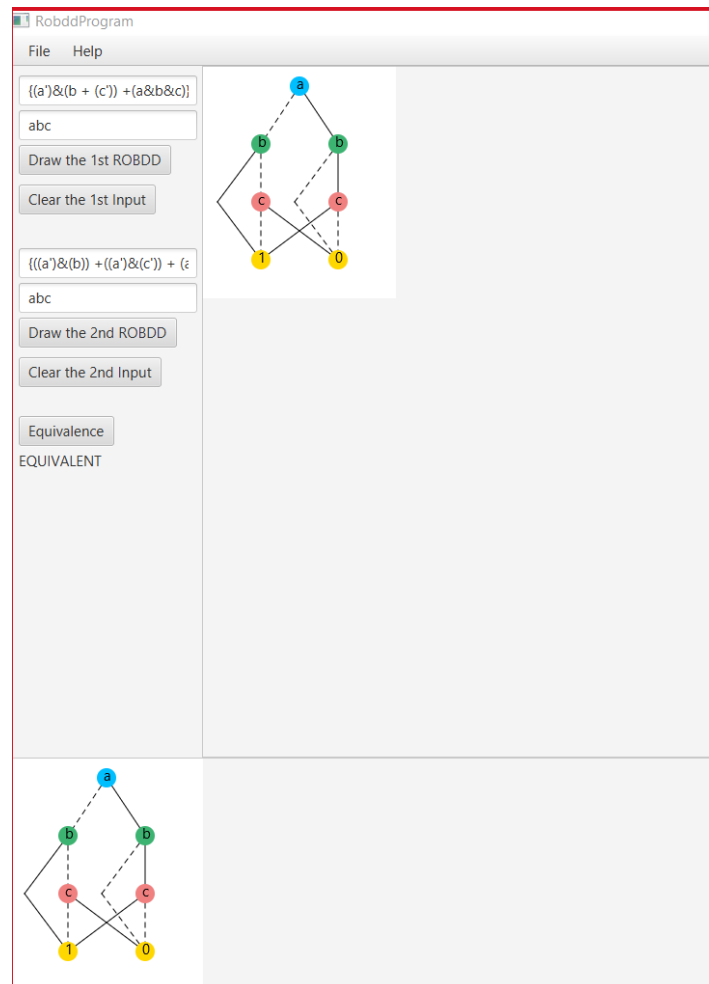 RobddProgram
File Help
{(a')&(b + (c')) +(a&b&c)}
abc
Draw the 1st ROBDD
Clear the 1st Input
{((a')&(b)) +((a')&(c')) + (a
abc
Draw the 2nd ROBDD
Clear the 2nd Input
Equivalence
EQUIVALENT
a
b b
c c
1 0
a
b b
c c
1 0